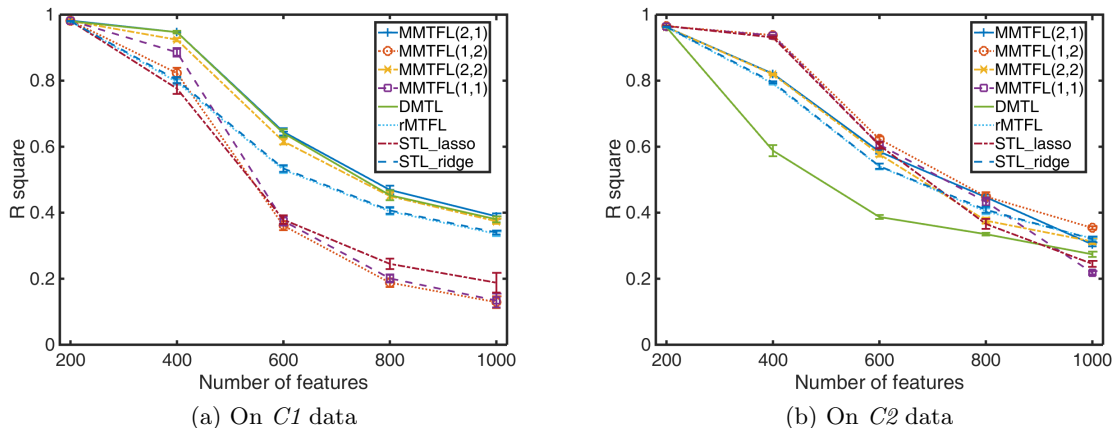 1
0.8
0.6
0.4
0.2
0
R square
200 400 600 800 1000
Number of features
MMTFL(2,1)
MMTFL(1,2)
MMTFL(2,2)
MMTFL(1,1)
DMTL
rMTFL
STL_lasso
STL_ridge
(a) On C1 data
1
0.8
0.6
0.4
0.2
0
R square
200 400 600 800 1000
Number of features
MMTFL(2,1)
MMTFL(1,2)
MMTFL(2,2)
MMTFL(1,1)
DMTL
rMTFL
STL_lasso
STL_ridge
(b) On C2 data